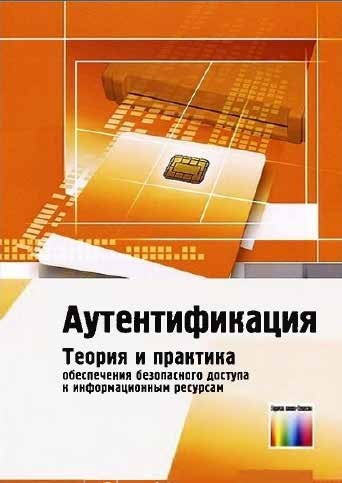 Аутентификация
Теория и практика
обеспечения безопасного доступа
к информационным ресурсам